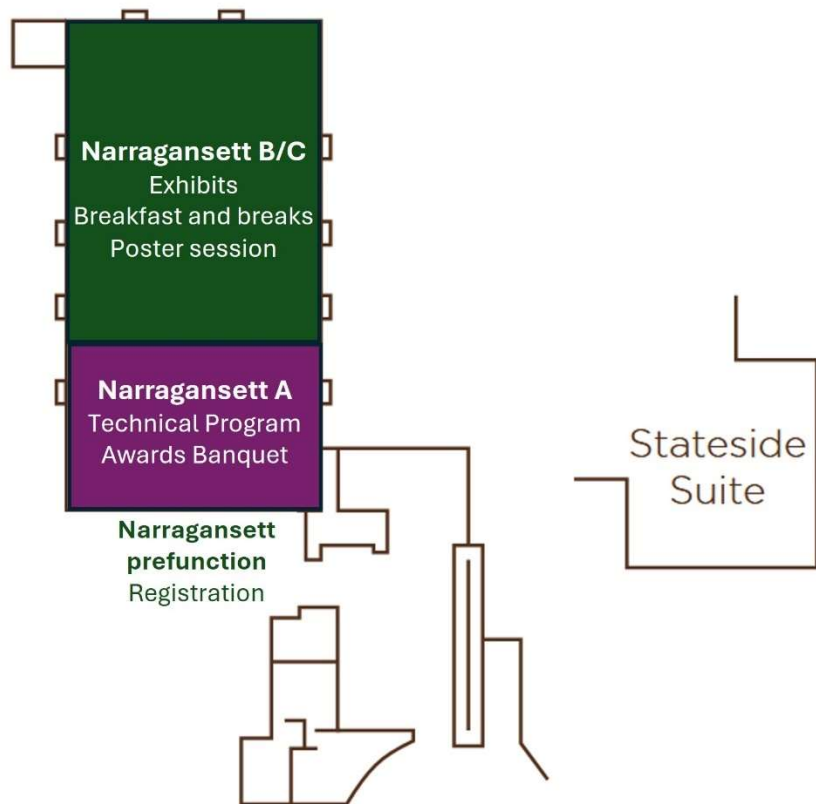 Narragansett B/C
Exhibits
Breakfast and breaks
Poster session
Narragansett A
Technical Program
Awards Banquet
Narragansett
prefunction
Registration
Stateside
Suite